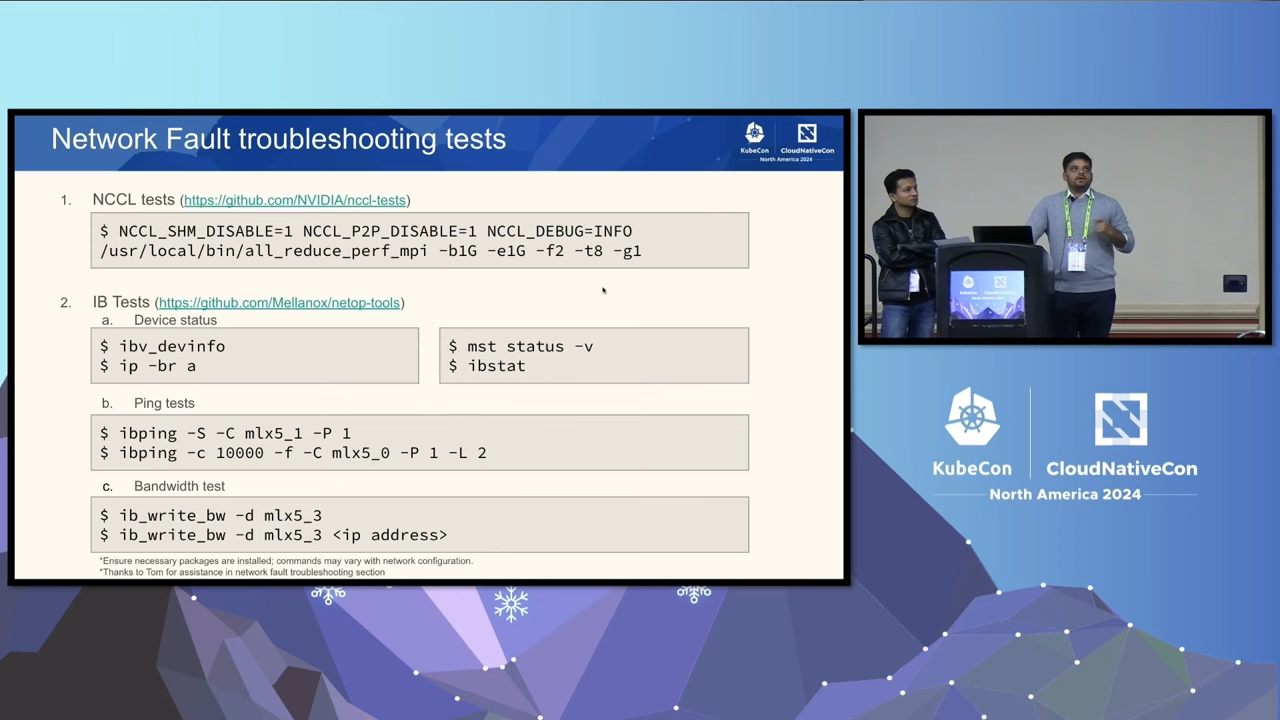 Network Fault troubleshooting tests
KubeCon
CloudNativeCon
North America 2024
1. NCCL tests (https://github.com/NVIDIA/nccl-tests)
$ NCCL_SHM_DISABLE=1 NCCL_P2P_DISABLE=1 NCCL_DEBUG=INFO
/usr/local/bin/all_reduce_perf_mpi -b1G -e1G -f2 -t8 -g1
2. IB Tests (https://github.com/Mellanox/netop-tools)
a. Device status
$ ibv_devinfo
$ ip -br a
$ mst status -v
$ ibstat
b. Ping tests
$ ibping -S -C mlx5_1 -P 1
$ ibping -c 10000 -f -C mlx5_0 -P 1 -L 2
c. Bandwidth test
$ ib_write_bw -d mlx5_3
$ ib_write_bw -d mlx5_3 <ip address>
*Ensure necessary packages are installed; commands may vary with network configuration.
*Thanks to Tom for assistance in network fault troubleshooting section
KubeCon
CloudNativeCon
KubeCon
CloudNativeCon
North America 2024